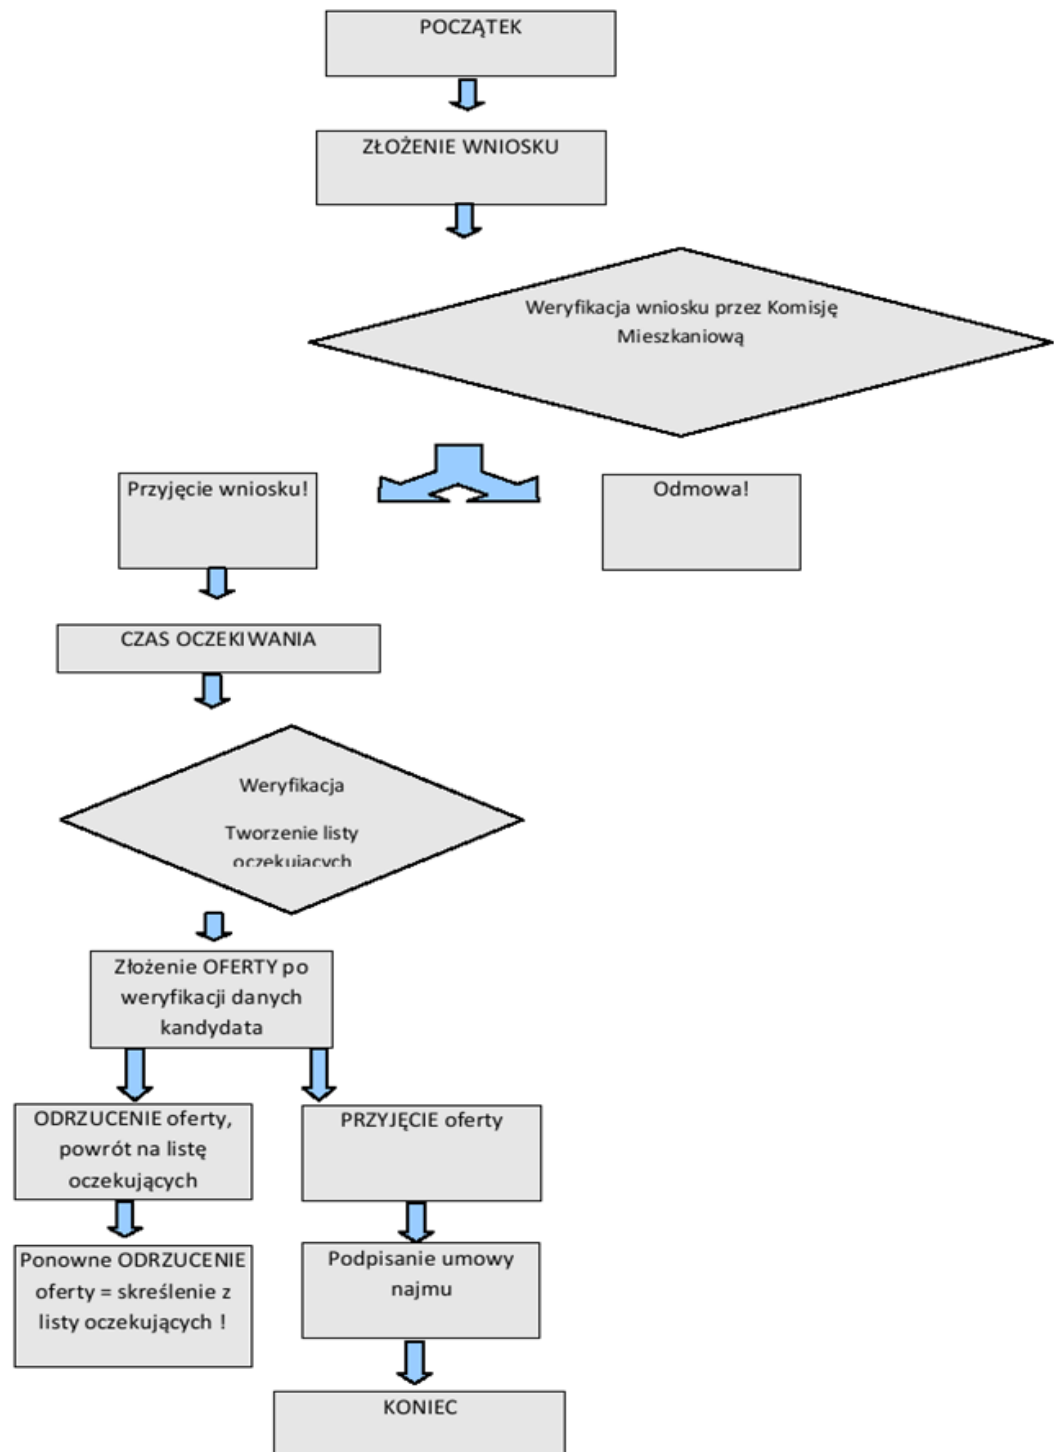 POCZĄTEK
ZŁOŻENIE WNIOSKU
Weryfikacja wniosku przez Komisję
Mieszkaniową
Przyjęcie wniosku!
Odmowa!
CZAS OCZEKIWANIA
Weryfikacja
Tworzenie listy
oczekujących
Złożenie OFERTY po
weryfikacji danych
kandydata
ODRZUCENIE oferty,
powrót na listę
oczekujących
PRZYJĘCIE oferty
Ponowne ODRZUCENIE
oferty = skreślenie z
listy oczekujących !
Podpisanie umowy
najmu
KONIEC